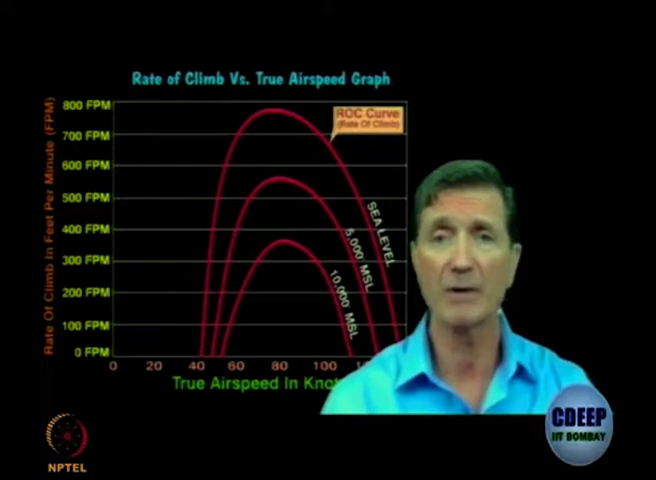 Rate of Climb Vs. True Airspeed Graph
Rate Of Climb In Feet Per Minute (FPM)
800 FPM
700 FPM
600 FPM
500 FPM
400 FPM
300 FPM
200 FPM
100 FPM
0 FPM
ROC Curve
(Rate Of Climb)
SEA LEVEL
5,000 MSL
10,000 MSL
0 20 40 60 80 100
True Airspeed In Knot
NPTEL
CDEEP
IIT BOMBAY